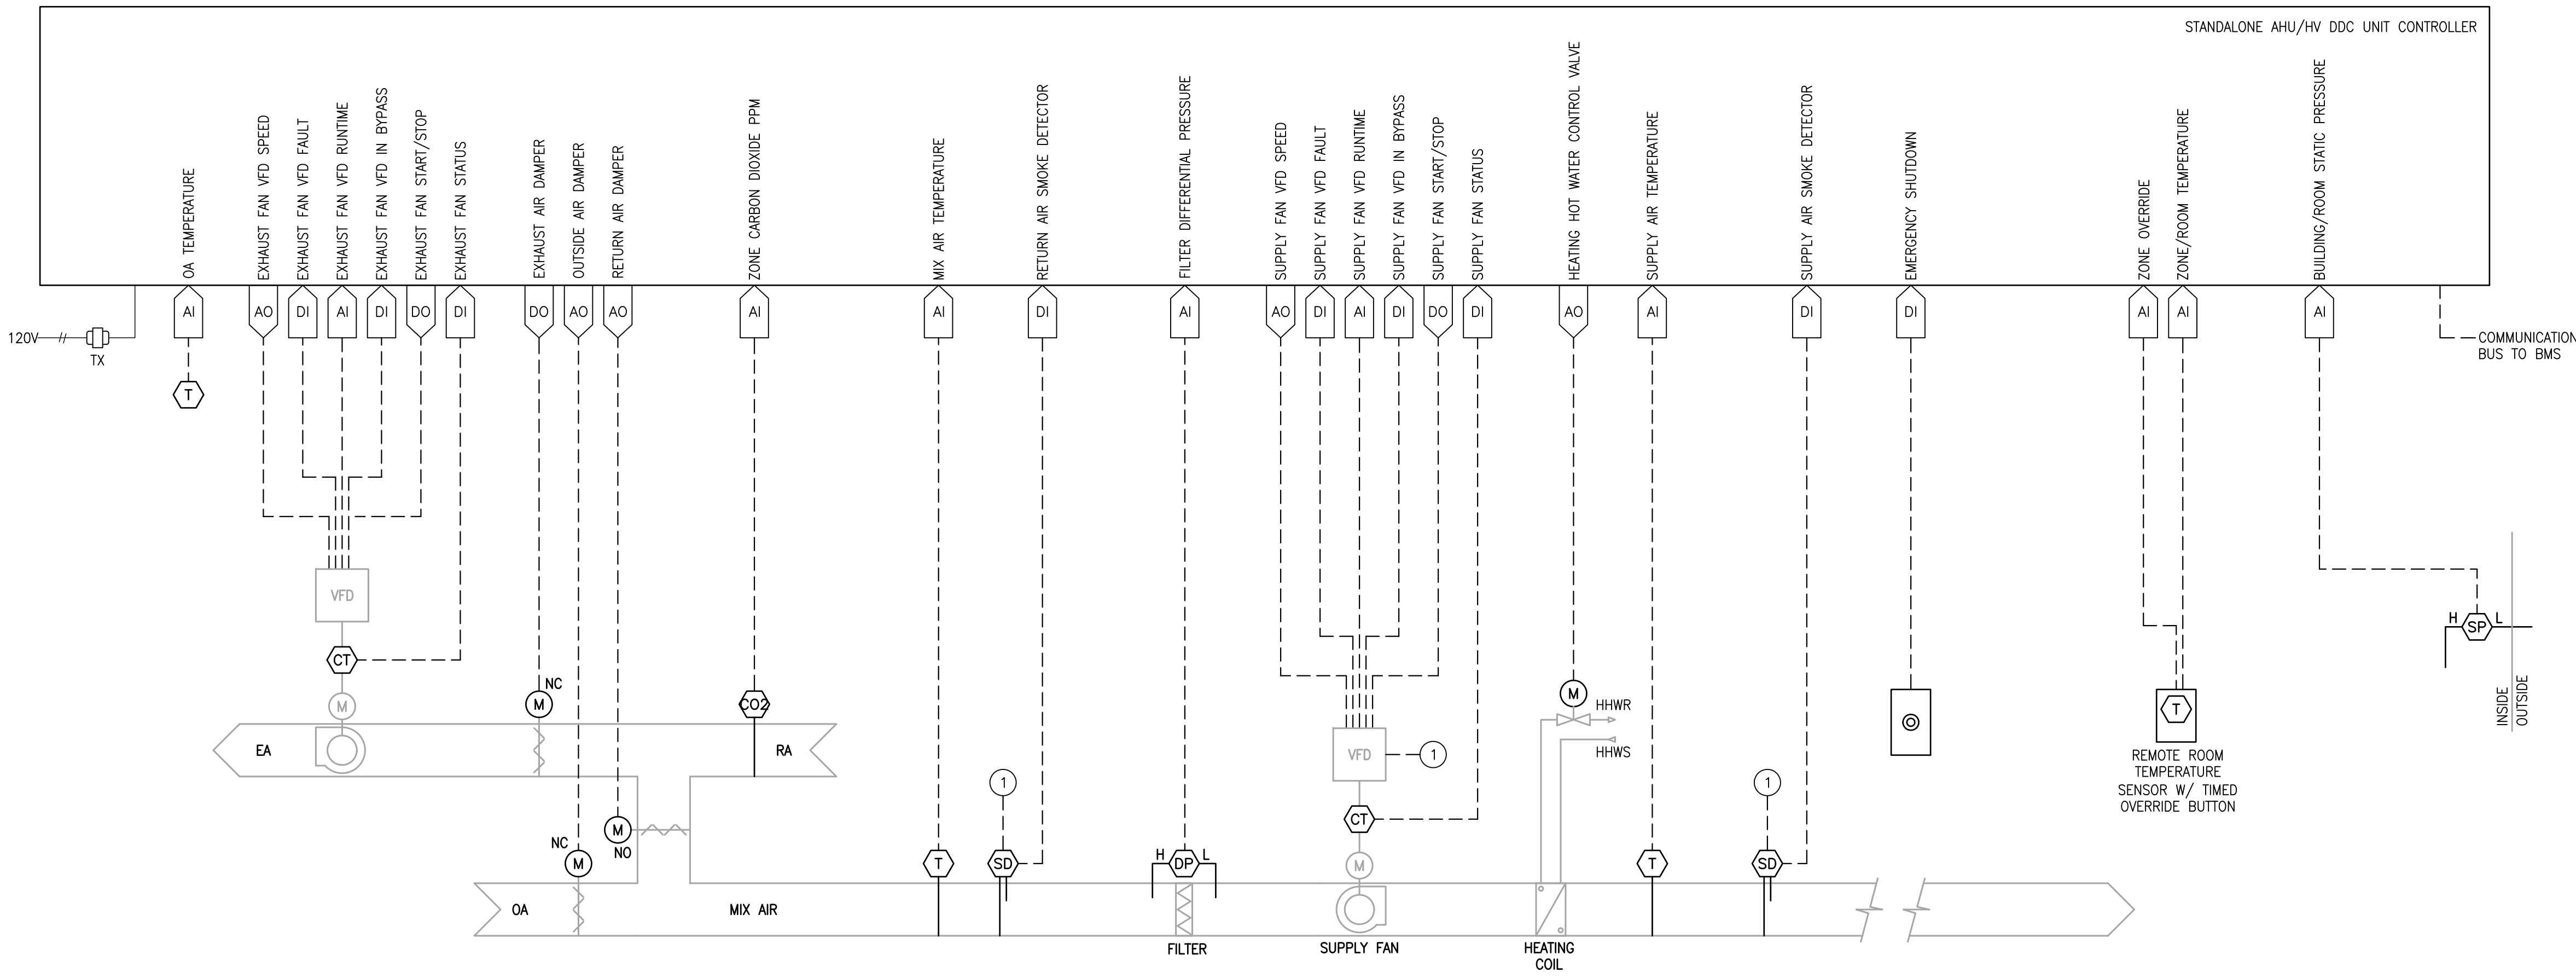 STANDALONE AHU/HV DDC UNIT CONTROLLER
OA TEMPERATURE
EXHAUST FAN VFD SPEED
EXHAUST FAN VFD FAULT
EXHAUST FAN VFD RUNTIME
EXHAUST FAN VFD IN BYPASS
EXHAUST FAN START/STOP
EXHAUST FAN STATUS
EXHAUST AIR DAMPER
OUTSIDE AIR DAMPER
RETURN AIR DAMPER
ZONE CARBON DIOXIDE PPM
MIX AIR TEMPERATURE
RETURN AIR SMOKE DETECTOR
FILTER DIFFERENTIAL PRESSURE
SUPPLY FAN VFD SPEED
SUPPLY FAN VFD FAULT
SUPPLY FAN VFD RUNTIME
SUPPLY FAN VFD IN BYPASS
SUPPLY FAN START/STOP
SUPPLY FAN STATUS
HEATING HOT WATER CONTROL VALVE
SUPPLY AIR TEMPERATURE
SUPPLY AIR SMOKE DETECTOR
EMERGENCY SHUTDOWN
ZONE OVERRIDE
ZONE/ROOM TEMPERATURE
BUILDING/ROOM STATIC PRESSURE
AI
AO
DI
AI
DI
DO
DI
DO
AO
AO
AI
AI
DI
AI
AO
DI
AI
DI
DO
DI
AO
AI
DI
DI
AI
AI
AI
120V
TX
COMMUNICATION
BUS TO BMS
T
VFD
CT
M
EA
NC
M
CO2
RA
NC
M
M
NO
OA
MIX AIR
T
1
SD
H
DP
L
FILTER
VFD
1
CT
M
SUPPLY FAN
M
HHWR
HHWS
HEATING
COIL
T
1
SD
T
REMOTE ROOM
TEMPERATURE
SENSOR W/ TIMED
OVERRIDE BUTTON
H
SP
L
INSIDE
OUTSIDE